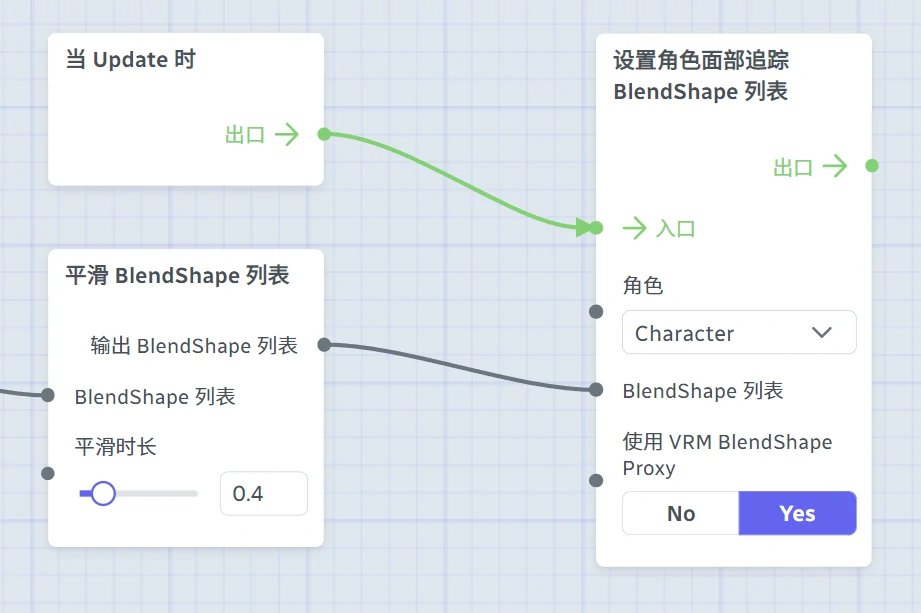 当 Update 时
出口
平滑 BlendShape 列表
输出 BlendShape 列表
BlendShape 列表
平滑时长
0.4
设置角色面部追踪
BlendShape 列表
出口
入口
角色
Character
BlendShape 列表
使用 VRM BlendShape
Proxy
No
Yes